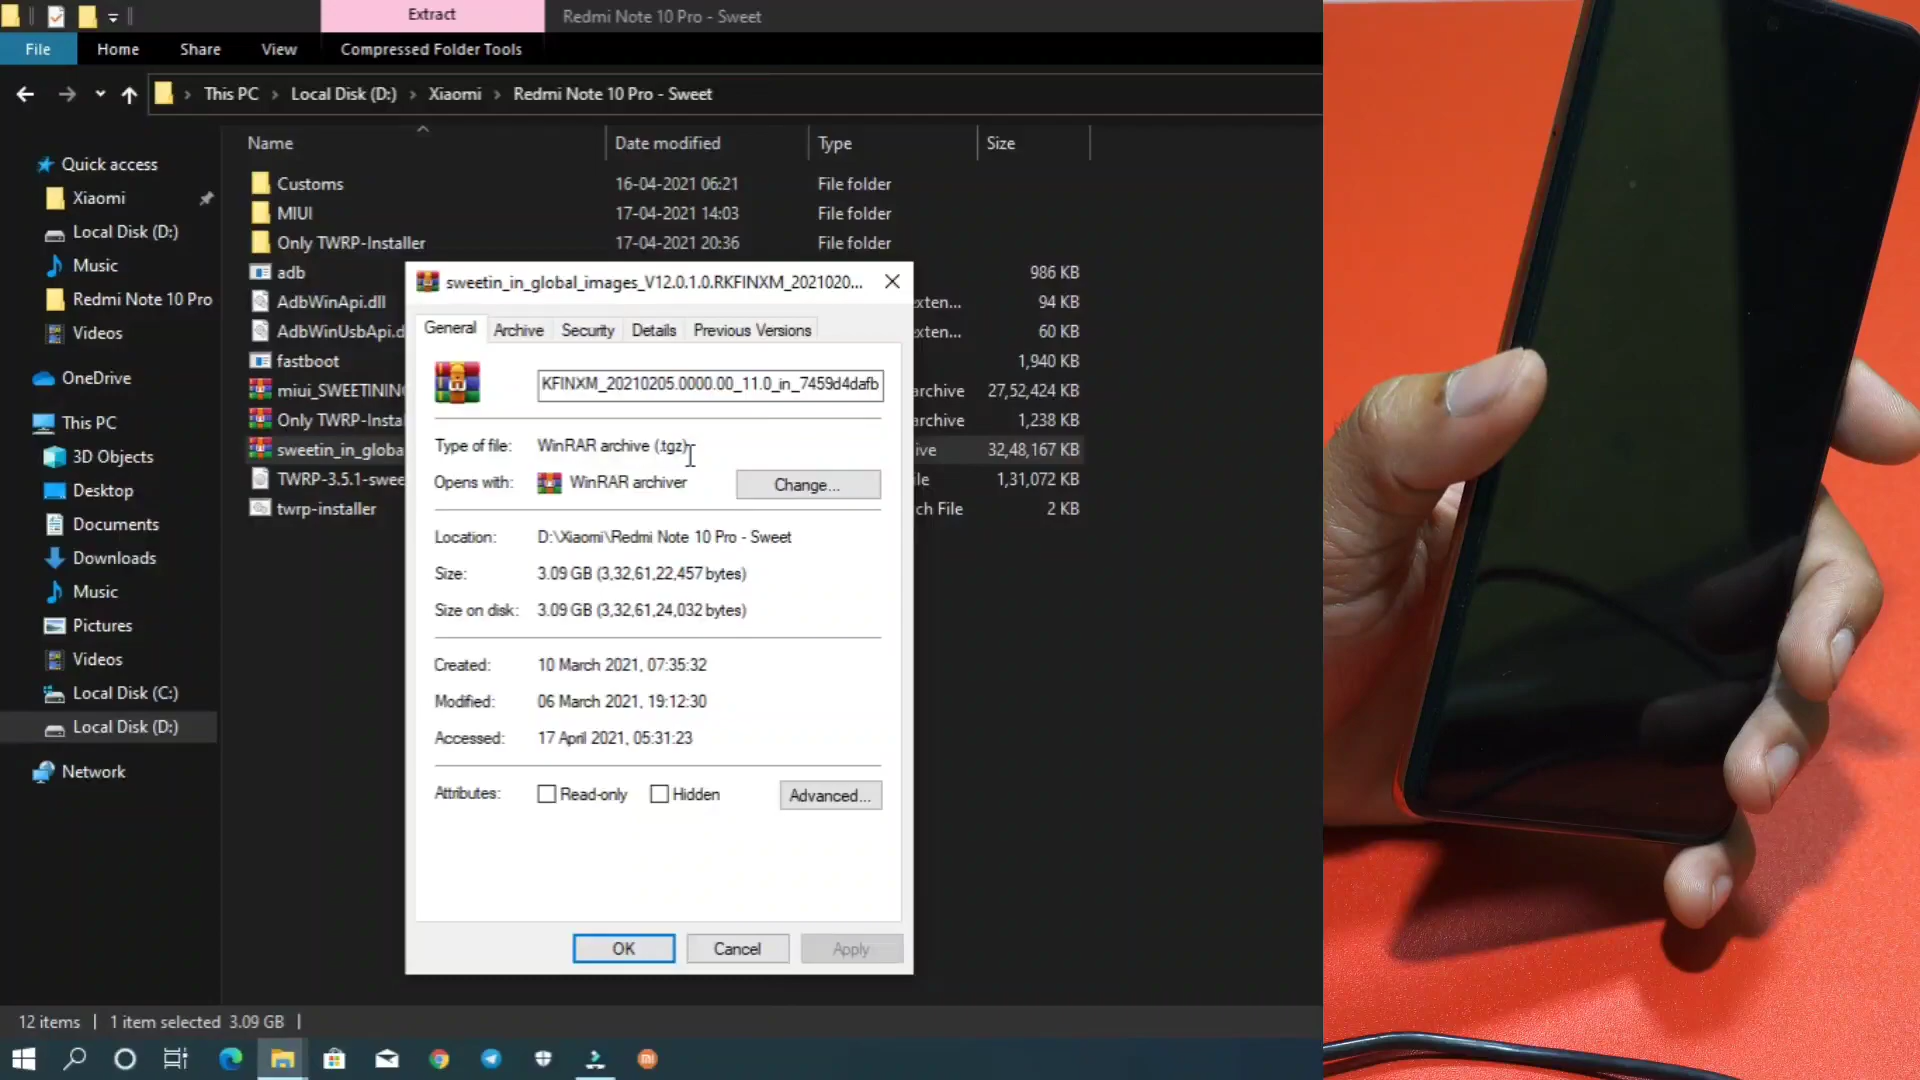 Extract
Redmi Note 10 Pro - Sweet
File Home Share View Compressed Folder Tools
This PC Local Disk (D:) Xiaomi Redmi Note 10 Pro - Sweet
Name Date modified Type Size
Quick access
Xiaomi
Local Disk (D:)
Music
Redmi Note 10 Pro
Videos
OneDrive
This PC
3D Objects
Desktop
Documents
Downloads
Music
Pictures
Videos
Local Disk (C:)
Local Disk (D:)
Network
Customs 16-04-2021 06:21 File folder
MIUI 17-04-2021 14:03 File folder
Only TWRP-Installer 17-04-2021 20:36 File folder
adb 986 KB
AdbWinApi.dll exten... 94 KB
AdbWinUsbApi.d exten... 60 KB
fastboot 1,940 KB
miui_SWEETINING archive 27,52,424 KB
Only TWRP-Instal archive 1,238 KB
sweetin_in_globa ive 32,48,167 KB
TWRP-3.5.1-swee ile 1,31,072 KB
twrp-installer ch File 2 KB
sweetin_in_global_images_V12.0.1.0.RKFINXM_2021020...
General Archive Security Details Previous Versions
KFINXM_20210205.0000.00_11.0_in_7459d4dafb
Type of file: WinRAR archive (.tgz)
Opens with: WinRAR archiver Change...
Location: D:\Xiaomi\Redmi Note 10 Pro - Sweet
Size: 3.09 GB (3,32,61,22,457 bytes)
Size on disk: 3.09 GB (3,32,61,24,032 bytes)
Created: 10 March 2021, 07:35:32
Modified: 06 March 2021, 19:12:30
Accessed: 17 April 2021, 05:31:23
Attributes: Read-only Hidden Advanced...
OK Cancel Apply
12 items 1 item selected 3.09 GB